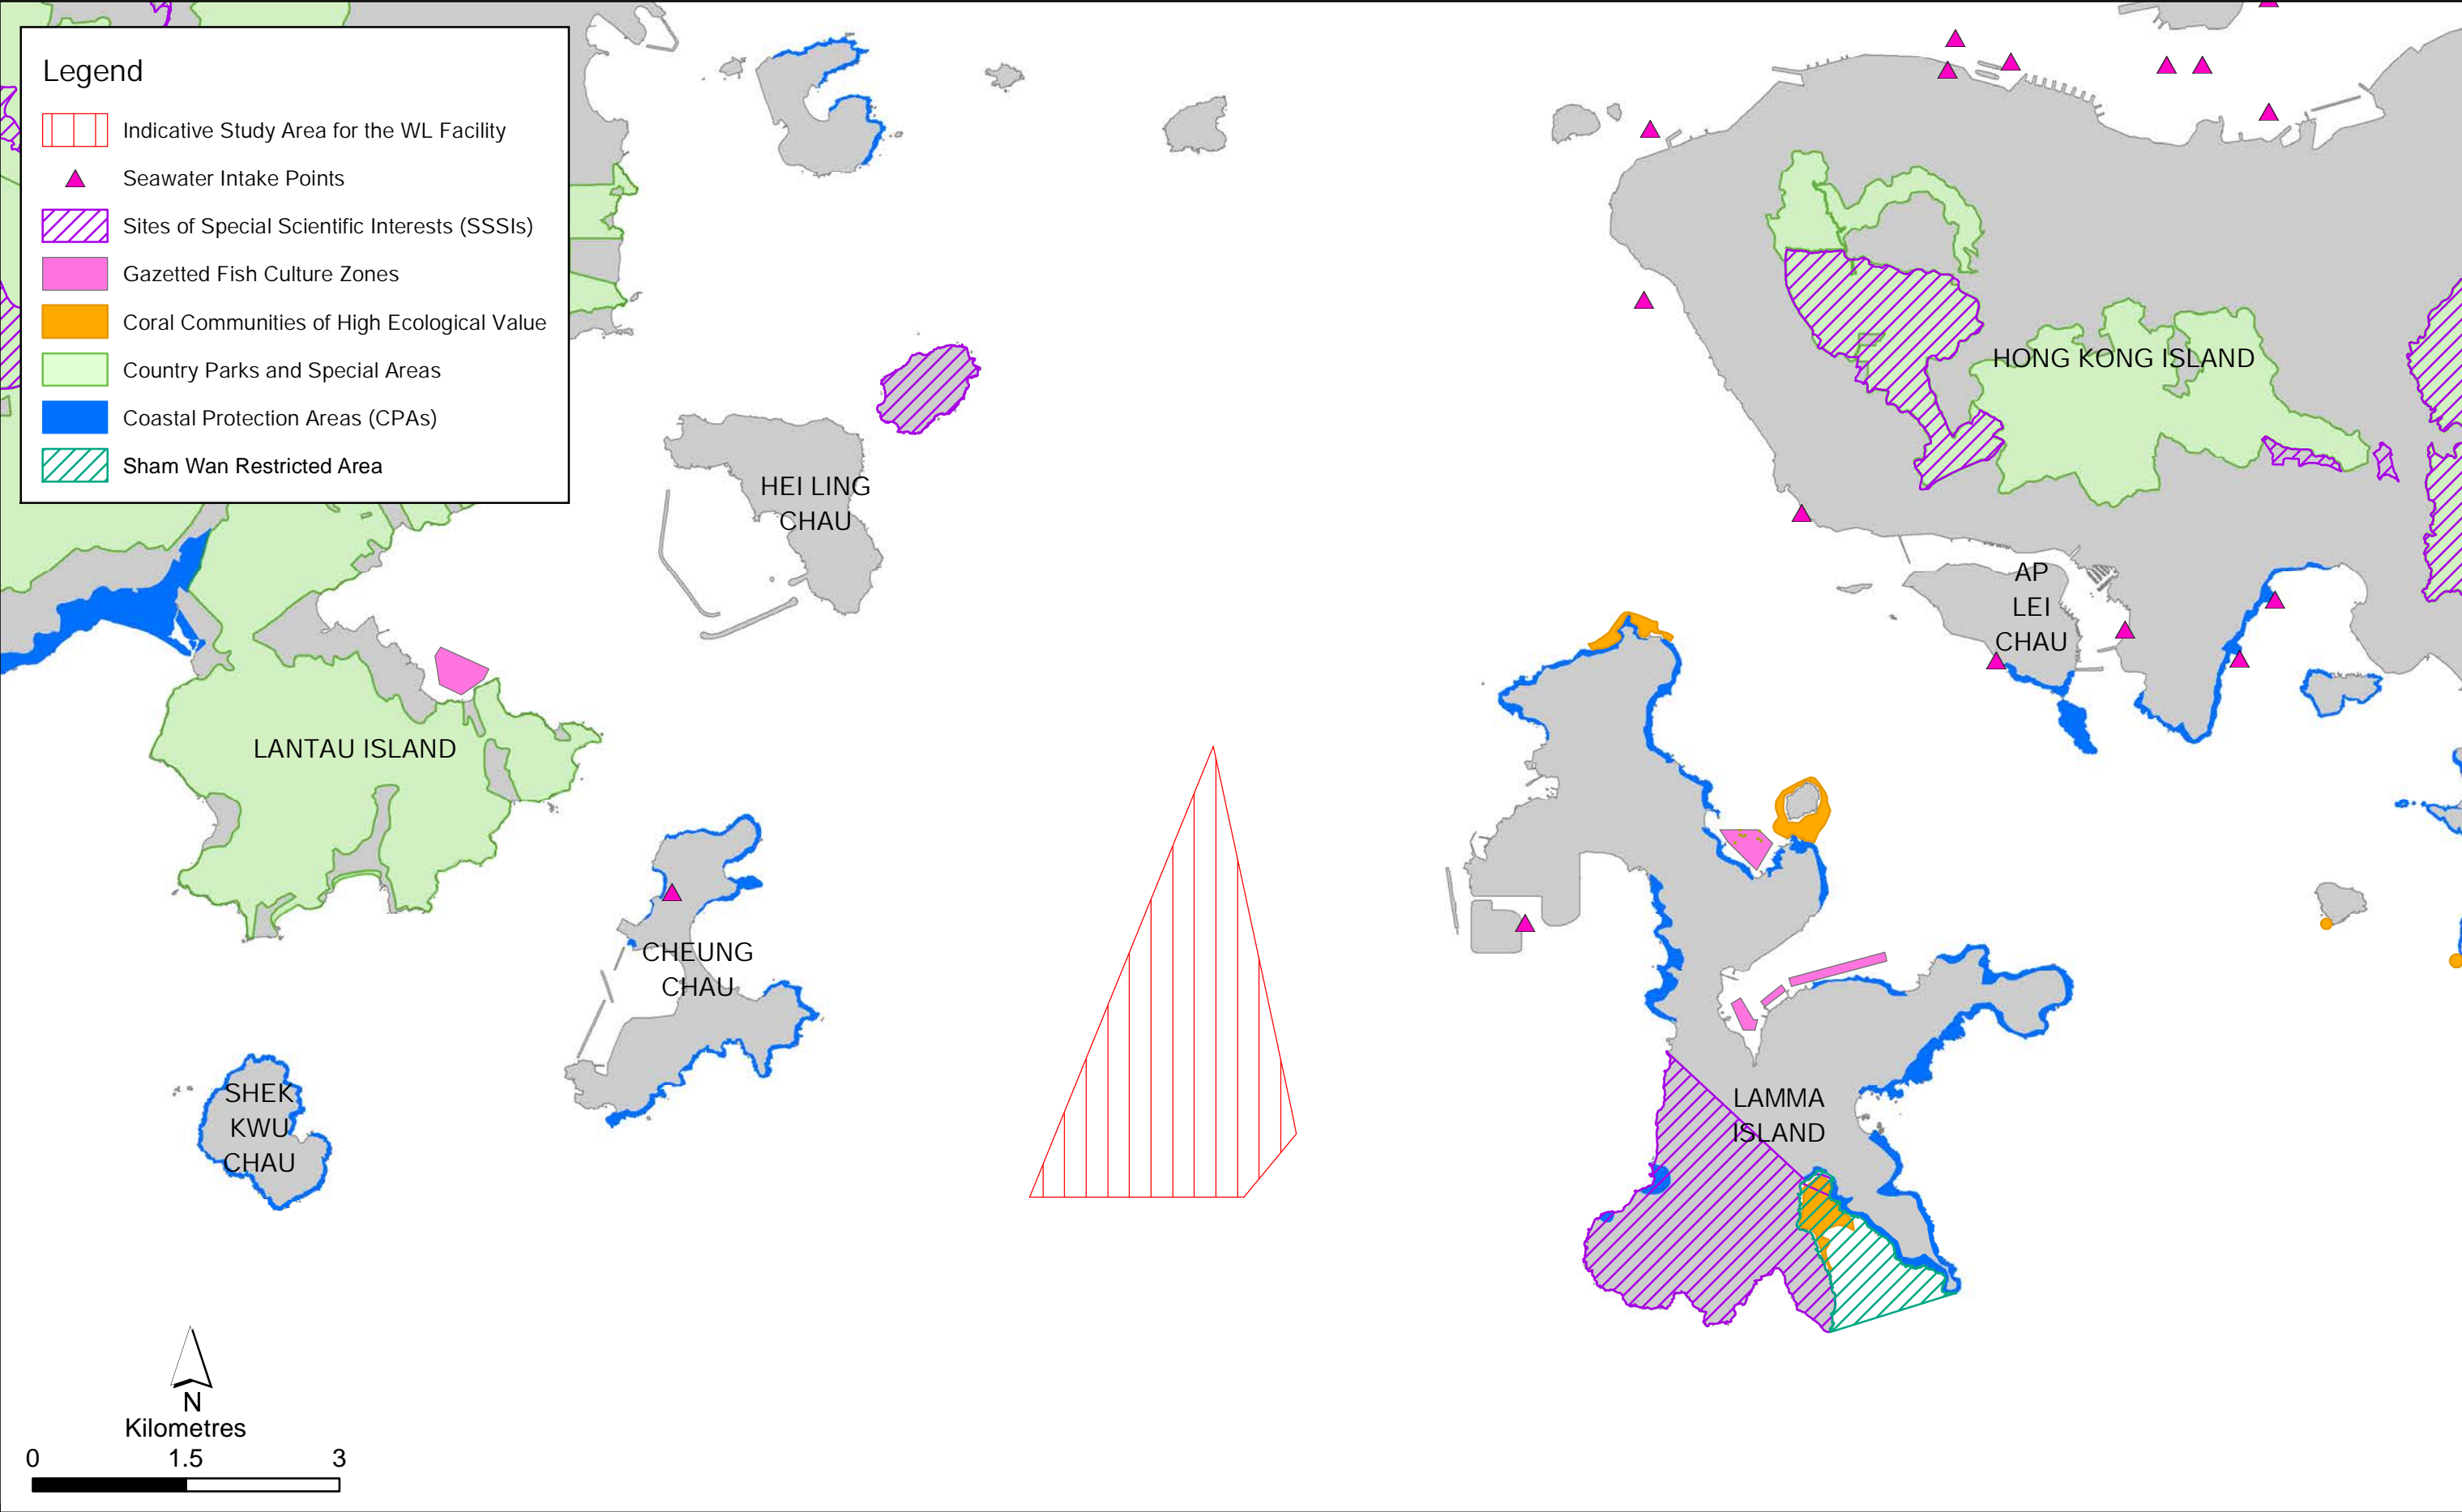 Legend
Indicative Study Area for the WL Facility
Seawater Intake Points
Sites of Special Scientific Interests (SSSIs)
Gazetted Fish Culture Zones
Coral Communities of High Ecological Value
Country Parks and Special Areas
Coastal Protection Areas (CPAs)
Sham Wan Restricted Area
HONG KONG ISLAND
HEI LING
CHAU
AP
LEI
CHAU
LANTAU ISLAND
CHEUNG
CHAU
SHEK
KWU
CHAU
LAMMA
ISLAND
N
Kilometres
0 1.5 3